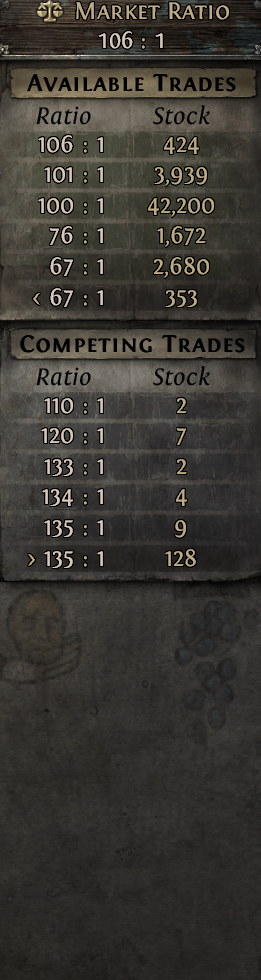 Market Ratio
106 : 1
Available Trades
Ratio Stock
106 : 1 424
101 : 1 3,939
100 : 1 42,200
76 : 1 1,672
67 : 1 2,680
< 67 : 1 353
Competing Trades
Ratio Stock
110 : 1 2
120 : 1 7
133 : 1 2
134 : 1 4
135 : 1 9
> 135 : 1 128